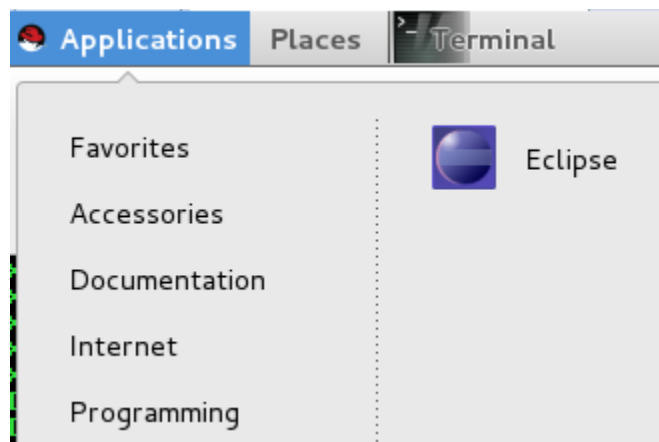 Applications Places Terminal
Favorites
Eclipse
Accessories
Documentation
Internet
Programming